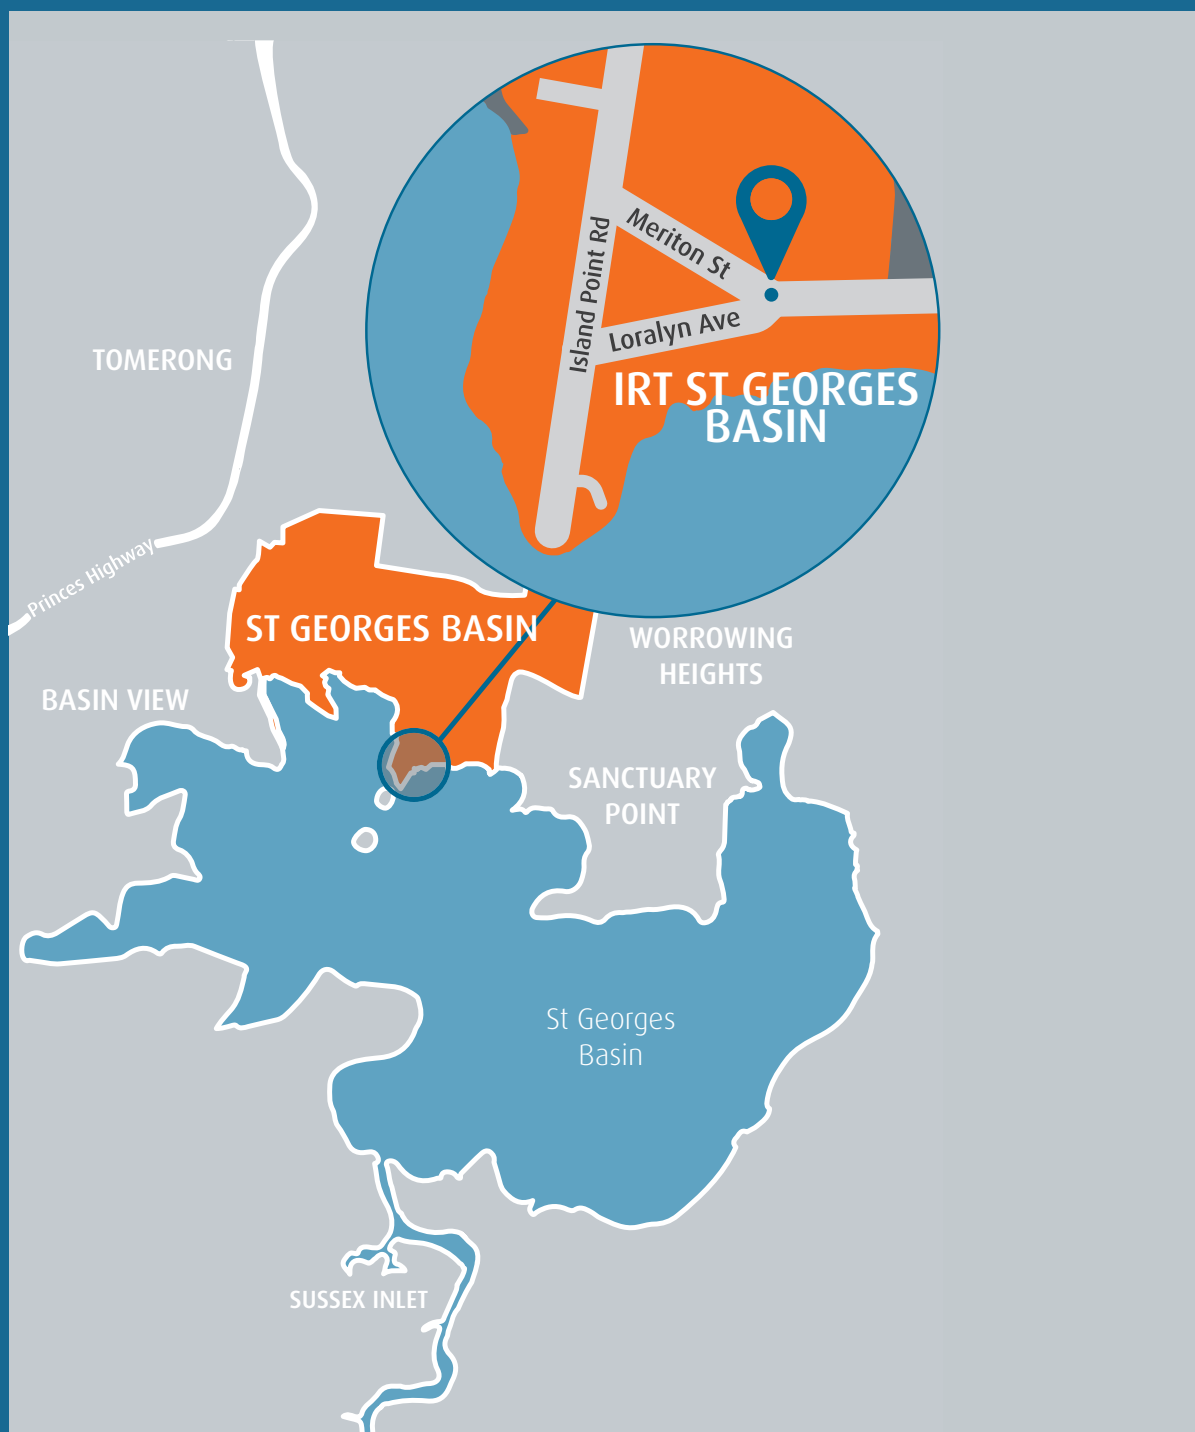 Island Point Rd
Meriton St
Loralyn Ave
IRT ST GEORGES
BASIN
TOMERONG
Princes Highway
ST GEORGES BASIN
WORROWING
HEIGHTS
BASIN VIEW
SANCTUARY
POINT
St Georges
Basin
SUSSEX INLET